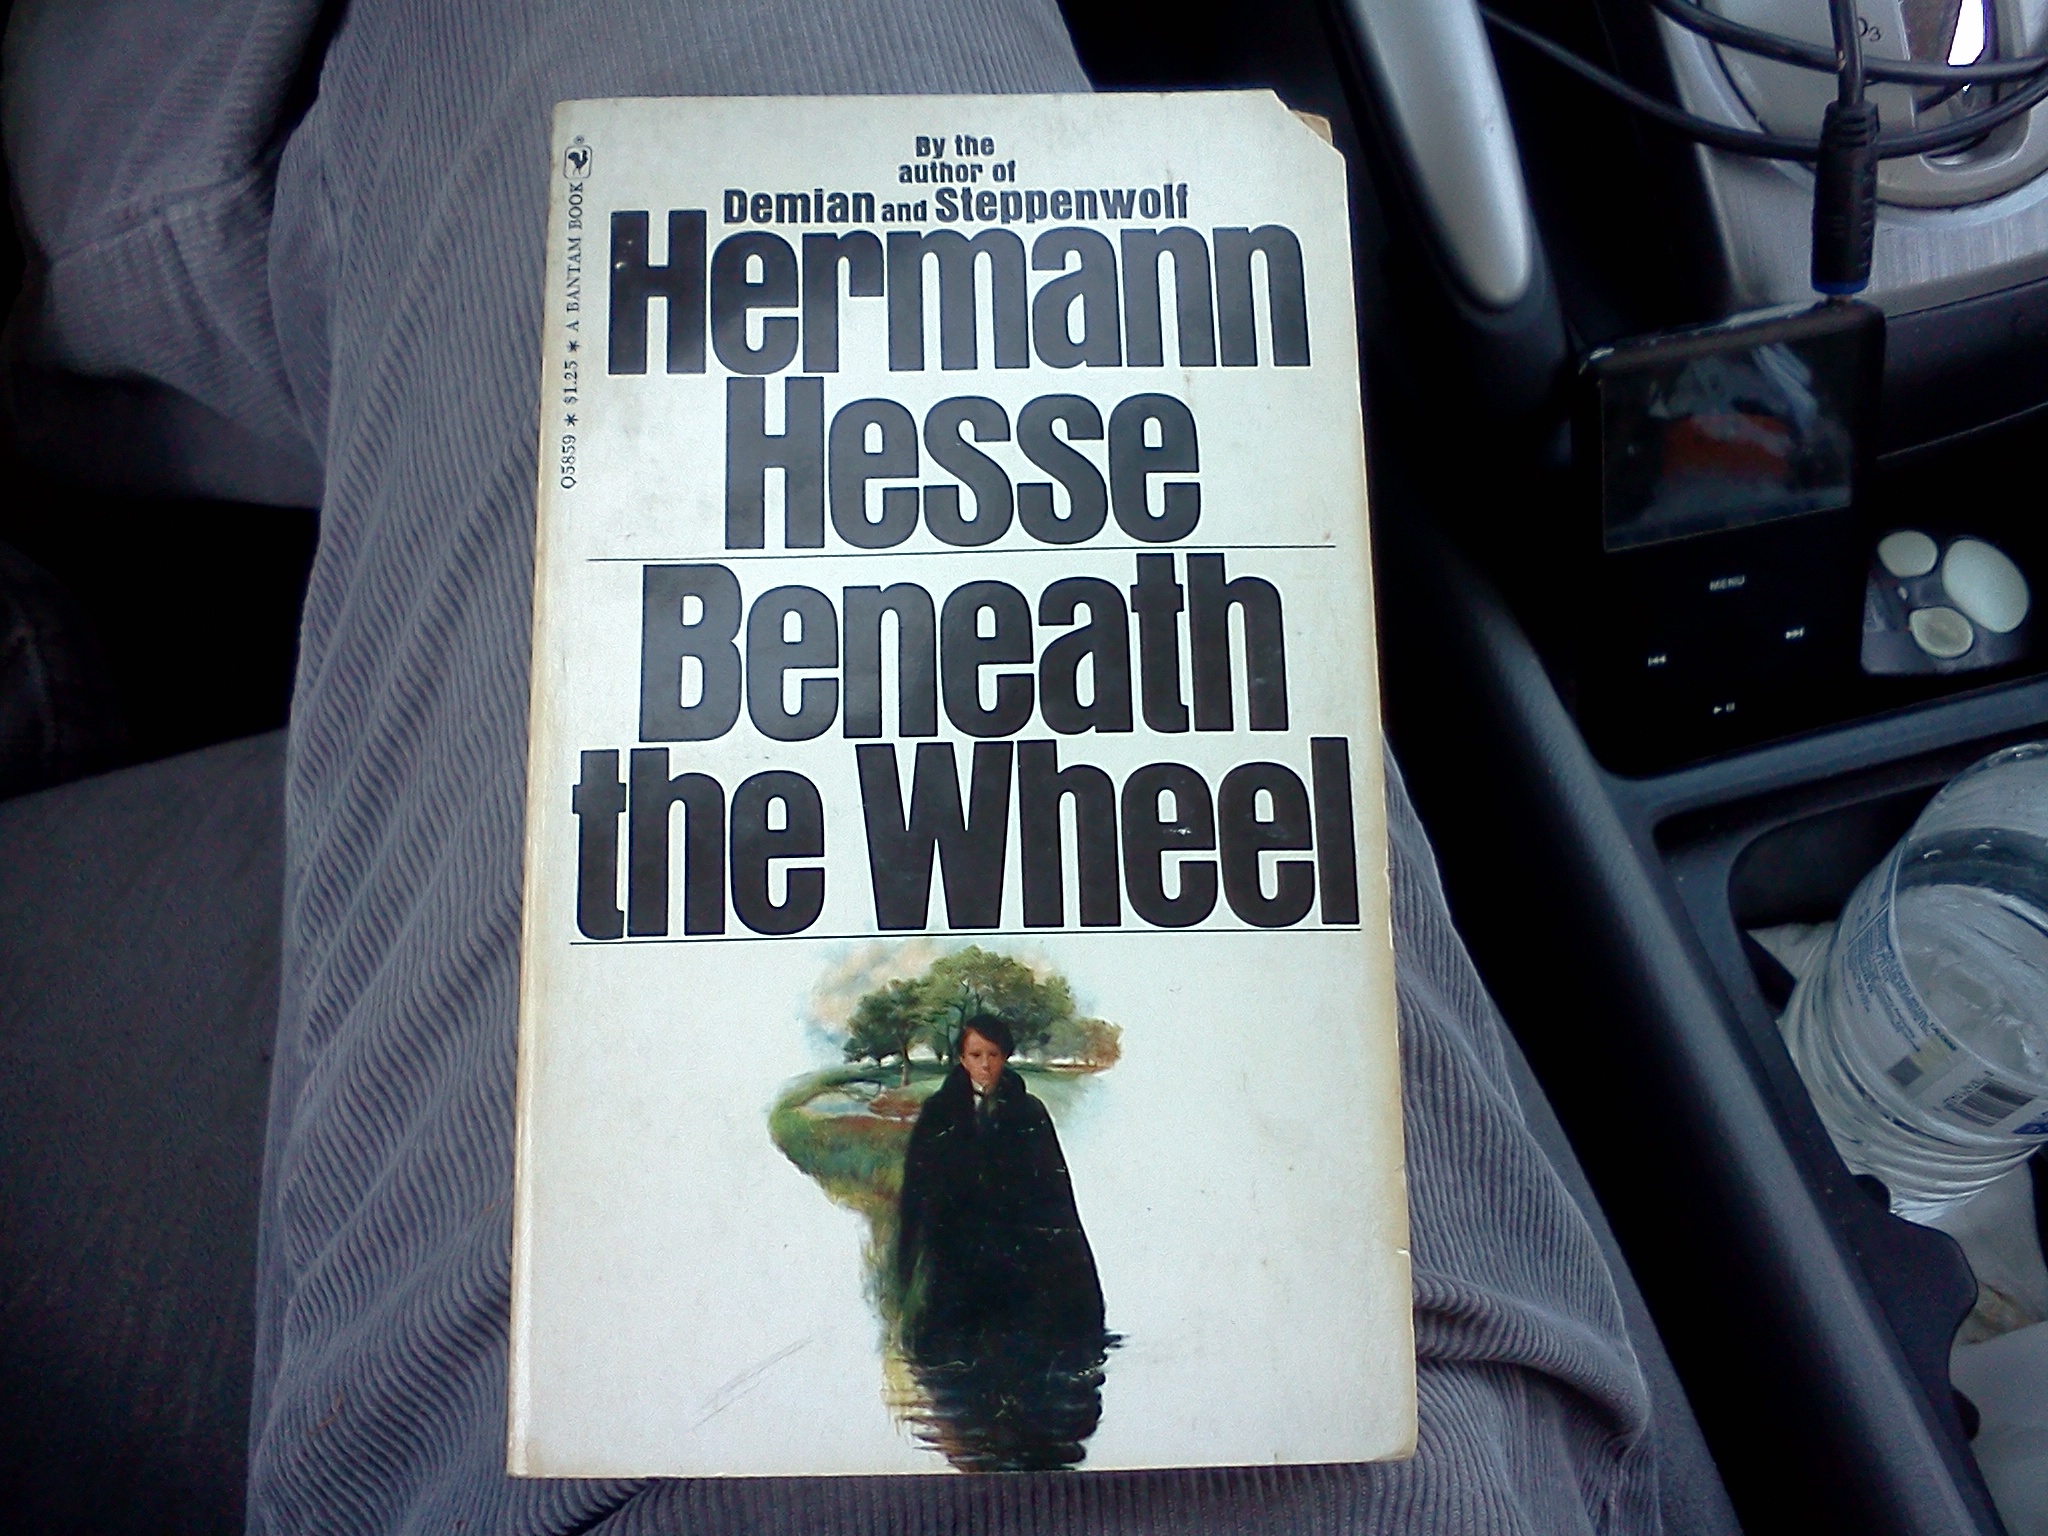 By the
author of
Demian and Steppenwolf
Hermann
Hesse
Beneath
the Wheel
Q5859 * $1.25 * A BANTAM BOOK
MENU